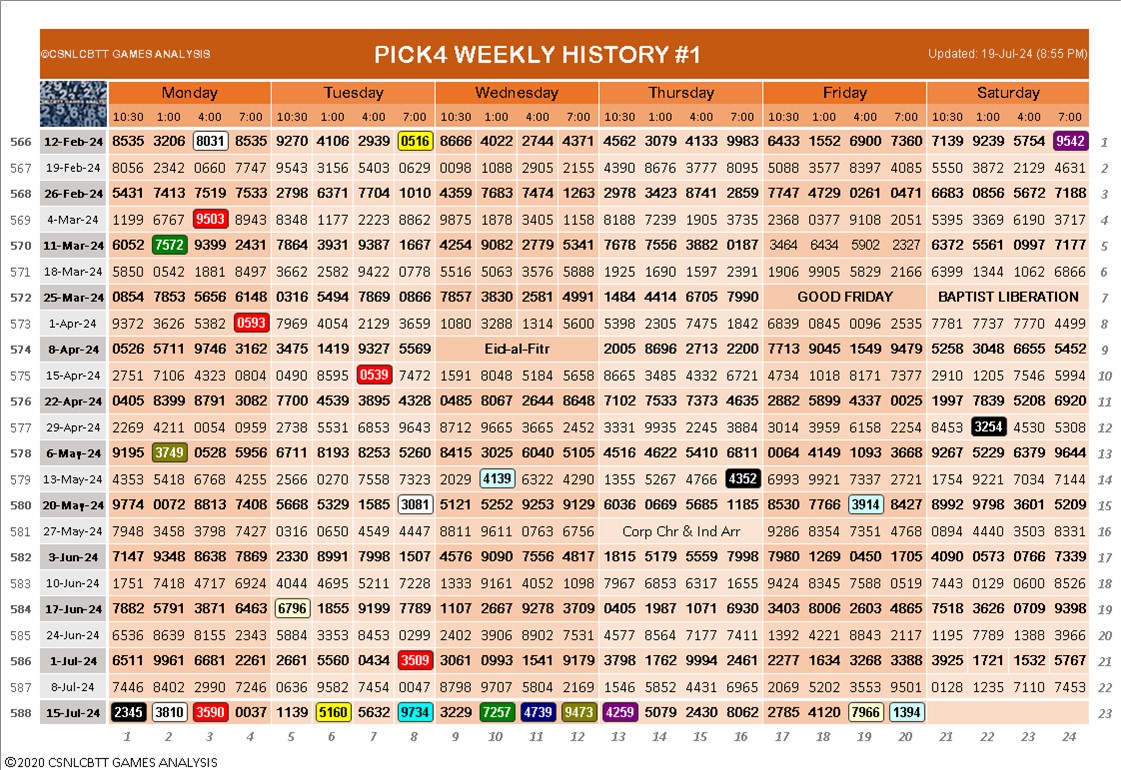 ©CSNLCBTT GAMES ANALYSIS PICK4 WEEKLY HISTORY #1 Updated: 19-Jul-24 (8:55 PM)
Monday Tuesday Wednesday Thursday Friday Saturday
10:30 1:00 4:00 7:00 10:30 1:00 4:00 7:00 10:30 1:00 4:00 7:00 10:30 1:00 4:00 7:00 10:30 1:00 4:00 7:00 10:30 1:00 4:00 7:00
566 12-Feb-24 8535 3206 8031 8535 9270 4106 2939 0516 8666 4022 2744 4371 4562 3079 4133 9983 6433 1552 6900 7360 7139 9239 5754 9542 1
567 19-Feb-24 8056 2342 0660 7747 9543 3156 5403 0629 0098 1088 2905 2155 4390 8676 3777 8095 5088 3577 8397 4085 5550 3872 2129 4631 2
568 26-Feb-24 5431 7413 7519 7533 2798 6371 7704 1010 4359 7683 7474 1263 2978 3423 8741 2859 7747 4729 0261 0471 6683 0856 5672 7188 3
569 4-Mar-24 1199 6767 9503 8943 8348 1177 2223 8862 9875 1878 3405 1158 8188 7239 1905 3735 2368 0377 9108 2051 5395 3369 6190 3717 4
570 11-Mar-24 6052 7572 9399 2431 7864 3931 9387 1667 4254 9082 2779 5341 7678 7556 3882 0187 3464 6434 5902 2327 6372 5561 0997 7177 5
571 18-Mar-24 5850 0542 1881 8497 3662 2582 9422 0778 5516 5063 3576 5888 1925 1690 1597 2391 1906 9905 5829 2166 6399 1344 1062 6866 6
572 25-Mar-24 0854 7853 5656 6148 0316 5494 7869 0866 7857 3830 2581 4991 1484 4414 6705 7990 GOOD FRIDAY BAPTIST LIBERATION 7
573 1-Apr-24 9372 3626 5382 0593 7969 4054 2129 3659 1080 3288 1314 5600 5398 2305 7475 1842 6839 0845 0096 2535 7781 7737 7770 4499 8
574 8-Apr-24 0526 5711 9746 3162 3475 1419 9327 5569 Eid-al-Fitr 2005 8696 2713 2200 7713 9045 1549 9479 5258 3048 6655 5452 9
575 15-Apr-24 2751 7106 4323 0804 0490 8595 0539 7472 1591 8048 5184 5658 8665 3485 4332 6721 4734 1018 8171 7377 2910 1205 7546 5994 10
576 22-Apr-24 0405 8399 8791 3082 7700 4539 3895 4328 0485 8067 2644 8648 7102 7533 7373 4635 2882 5899 4337 0025 1997 7839 5208 6920 11
577 29-Apr-24 2269 4211 0054 0959 2738 5531 6853 9643 8712 9665 3665 2452 3331 9935 2245 3884 3014 3959 6158 2254 8453 3254 4530 5308 12
578 6-May-24 9195 3749 0528 5956 6711 8193 8253 5260 8415 3025 6040 5105 4516 4622 5410 6811 0064 4149 1093 3668 9267 5229 6379 9644 13
579 13-May-24 4353 5418 6768 4255 2566 0270 7558 7323 2029 4139 6322 4290 1355 5267 4766 4352 6993 9921 7337 2721 1754 9221 7034 7144 14
580 20-May-24 9774 0072 8813 7408 5668 5329 1585 3081 5121 5252 9253 9129 6036 0669 5685 1185 8530 7766 3914 8427 8992 9798 3601 5209 15
581 27-May-24 7948 3458 3798 7427 0316 0650 4549 4447 8811 9611 0763 6756 Corp Chr & Ind Arr 9286 8354 7351 4768 0894 4440 3503 8331 16
582 3-Jun-24 7147 9348 8638 7869 2330 8991 7998 1507 4576 9090 7556 4817 1815 5179 5559 7998 7980 1269 0450 1705 4090 0573 0766 7339 17
583 10-Jun-24 1751 7418 4717 6924 4044 4695 5211 7228 1333 9161 4052 1098 7967 6853 6317 1655 9424 8345 7588 0519 7443 0129 0600 8526 18
584 17-Jun-24 7882 5791 3871 6463 6796 1855 9199 7789 1107 2667 9278 3709 0405 1987 1071 6930 3403 8006 2603 4865 7518 3626 0709 9398 19
585 24-Jun-24 6536 8639 8155 2343 5884 3353 8453 0299 2402 3906 8902 7531 4577 8564 7177 7411 1392 4221 8843 2117 1195 7789 1388 3966 20
586 1-Jul-24 6511 9961 6681 2261 2661 5560 0434 3509 3061 0993 1541 9179 3798 1762 9994 2461 2277 1634 3268 3388 3925 1721 1532 5767 21
587 8-Jul-24 7446 8402 2990 7246 0636 9582 7454 0047 8798 9707 5804 2169 1546 5852 4431 6965 2069 5202 3553 9501 0128 1235 7110 7453 22
588 15-Jul-24 2345 3810 3590 0037 1139 5160 5632 9734 3229 7257 4739 9473 4259 5079 2430 8062 2785 4120 7966 1394 23
1 2 3 4 5 6 7 8 9 10 11 12 13 14 15 16 17 18 19 20 21 22 23 24
©2020 CSNLCBTT GAMES ANALYSIS